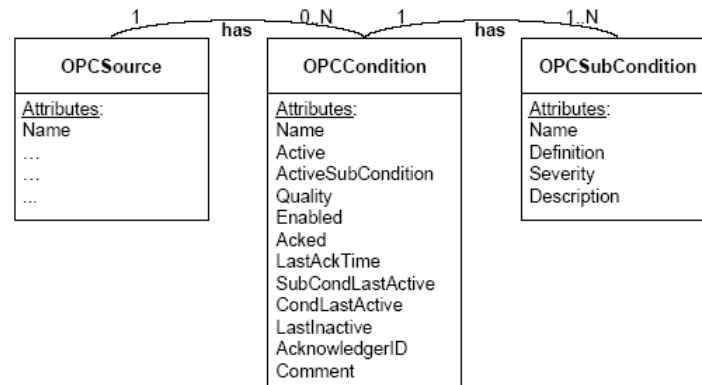 1 0..N 1 1..N
has has
OPCSource
Attributes:
Name
…
…
...
OPCCondition
Attributes:
Name
Active
ActiveSubCondition
Quality
Enabled
Acked
LastAckTime
SubCondLastActive
CondLastActive
LastInactive
AcknowledgerID
Comment
OPCSubCondition
Attributes:
Name
Definition
Severity
Description